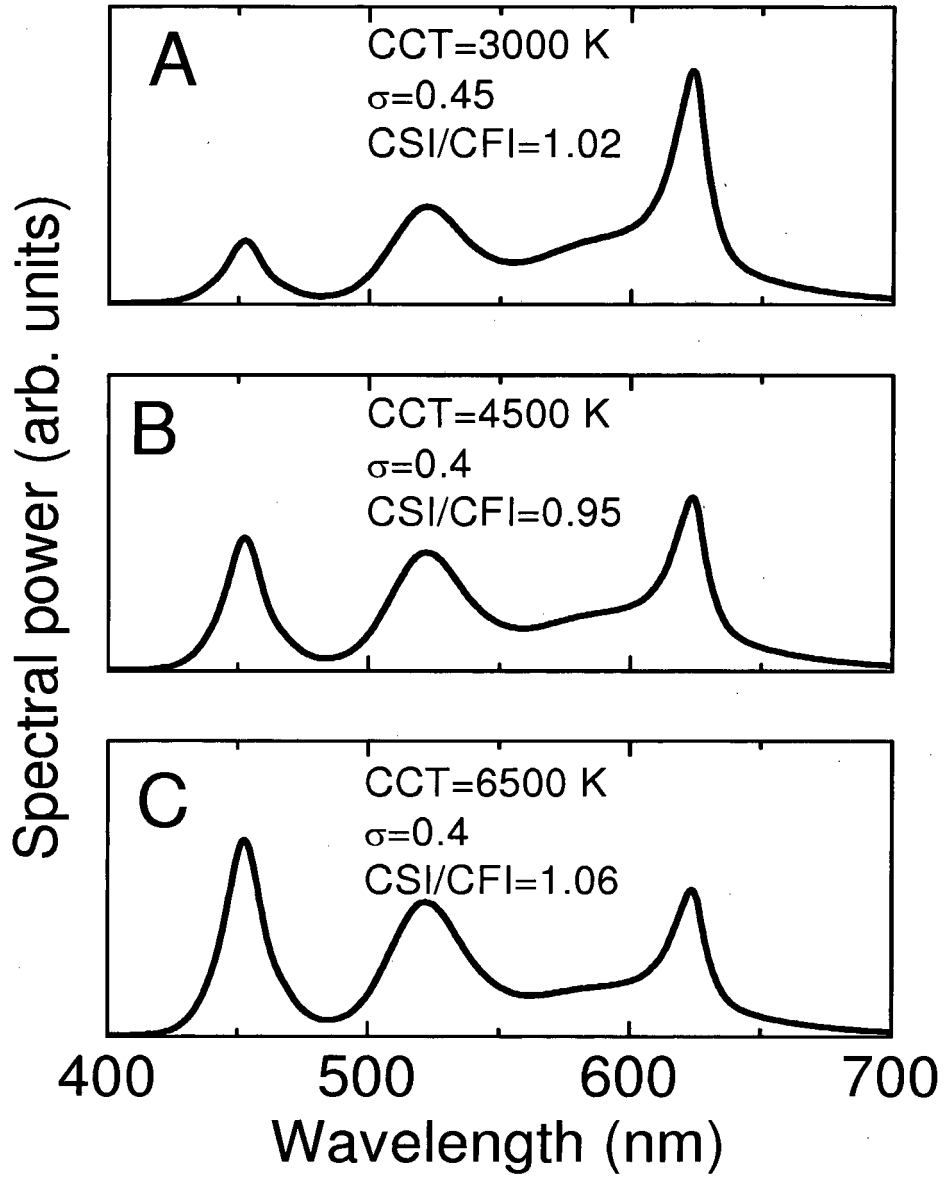 Spectral power (arb. units)
A
CCT=3000 K
σ=0.45
CSI/CFI=1.02
B
CCT=4500 K
σ=0.4
CSI/CFI=0.95
C
CCT=6500 K
σ=0.4
CSI/CFI=1.06
400 500 600 700
Wavelength (nm)